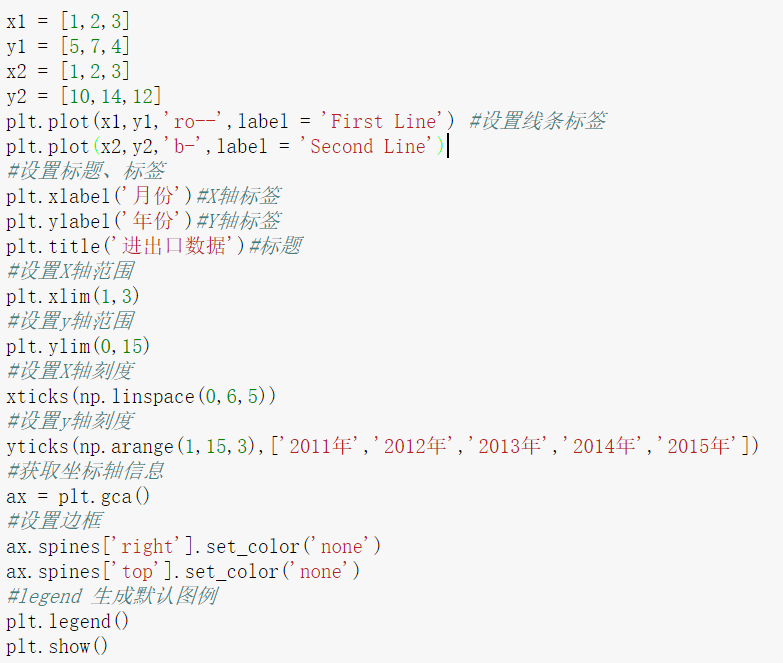 x1 = [1,2,3]
y1 = [5,7,4]
x2 = [1,2,3]
y2 = [10,14,12]
plt.plot(x1,y1,'ro--',label = 'First Line') #设置线条标签
plt.plot(x2,y2,'b-',label = 'Second Line')
#设置标题、标签
plt.xlabel('月份')#X轴标签
plt.ylabel('年份')#Y轴标签
plt.title('进出口数据')#标题
#设置X轴范围
plt.xlim(1,3)
#设置y轴范围
plt.ylim(0,15)
#设置X轴刻度
xticks(np.linspace(0,6,5))
#设置y轴刻度
yticks(np.arange(1,15,3),['2011年','2012年','2013年','2014年','2015年'])
#获取坐标轴信息
ax = plt.gca()
#设置边框
ax.spines['right'].set_color('none')
ax.spines['top'].set_color('none')
#legend 生成默认图例
plt.legend()
plt.show()